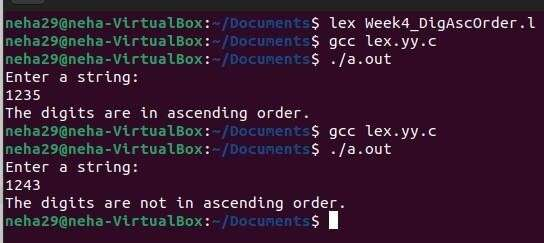 neha29@neha-VirtualBox:~/Documents$ lex Week4_DigAscOrder.l
neha29@neha-VirtualBox:~/Documents$ gcc lex.yy.c
neha29@neha-VirtualBox:~/Documents$ ./a.out
Enter a string:
1235
The digits are in ascending order.
neha29@neha-VirtualBox:~/Documents$ gcc lex.yy.c
neha29@neha-VirtualBox:~/Documents$ ./a.out
Enter a string:
1243
The digits are not in ascending order.
neha29@neha-VirtualBox:~/Documents$